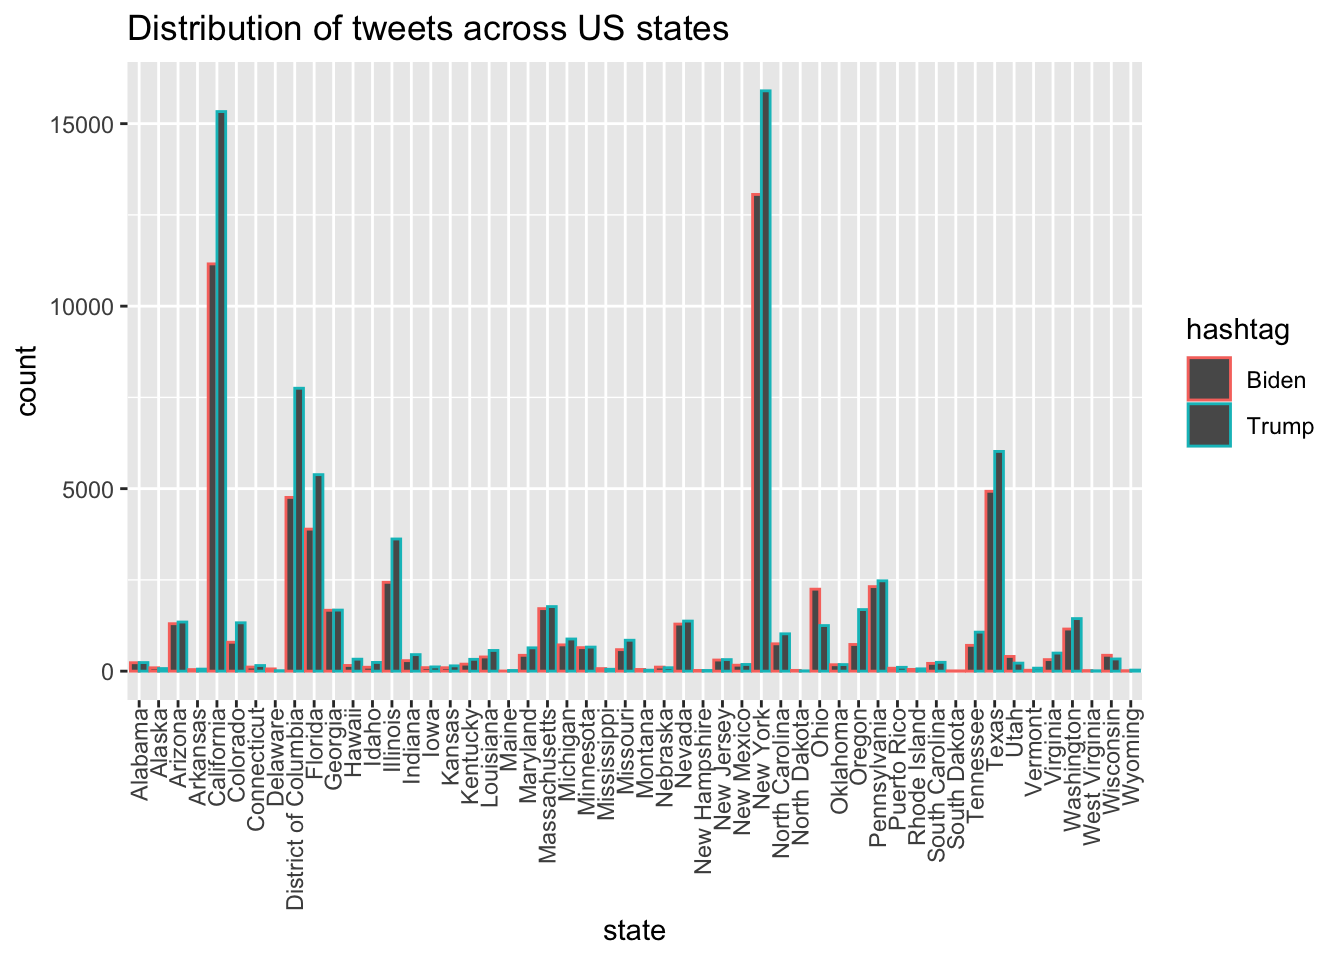 Distribution of tweets across US states
15000
10000
5000
0
count
Alabama
Alaska
Arizona
Arkansas
California
Colorado
Connecticut
Delaware
District of Columbia
Florida
Georgia
Hawaii
Idaho
Illinois
Indiana
Iowa
Kansas
Kentucky
Louisiana
Maine
Maryland
Massachusetts
Michigan
Minnesota
Mississippi
Missouri
Montana
Nebraska
Nevada
New Hampshire
New Jersey
New Mexico
New York
North Carolina
North Dakota
Ohio
Oklahoma
Oregon
Pennsylvania
Puerto Rico
Rhode Island
South Carolina
South Dakota
Tennessee
Texas
Utah
Vermont
Virginia
Washington
West Virginia
Wisconsin
Wyoming
state
hashtag
Biden
Trump